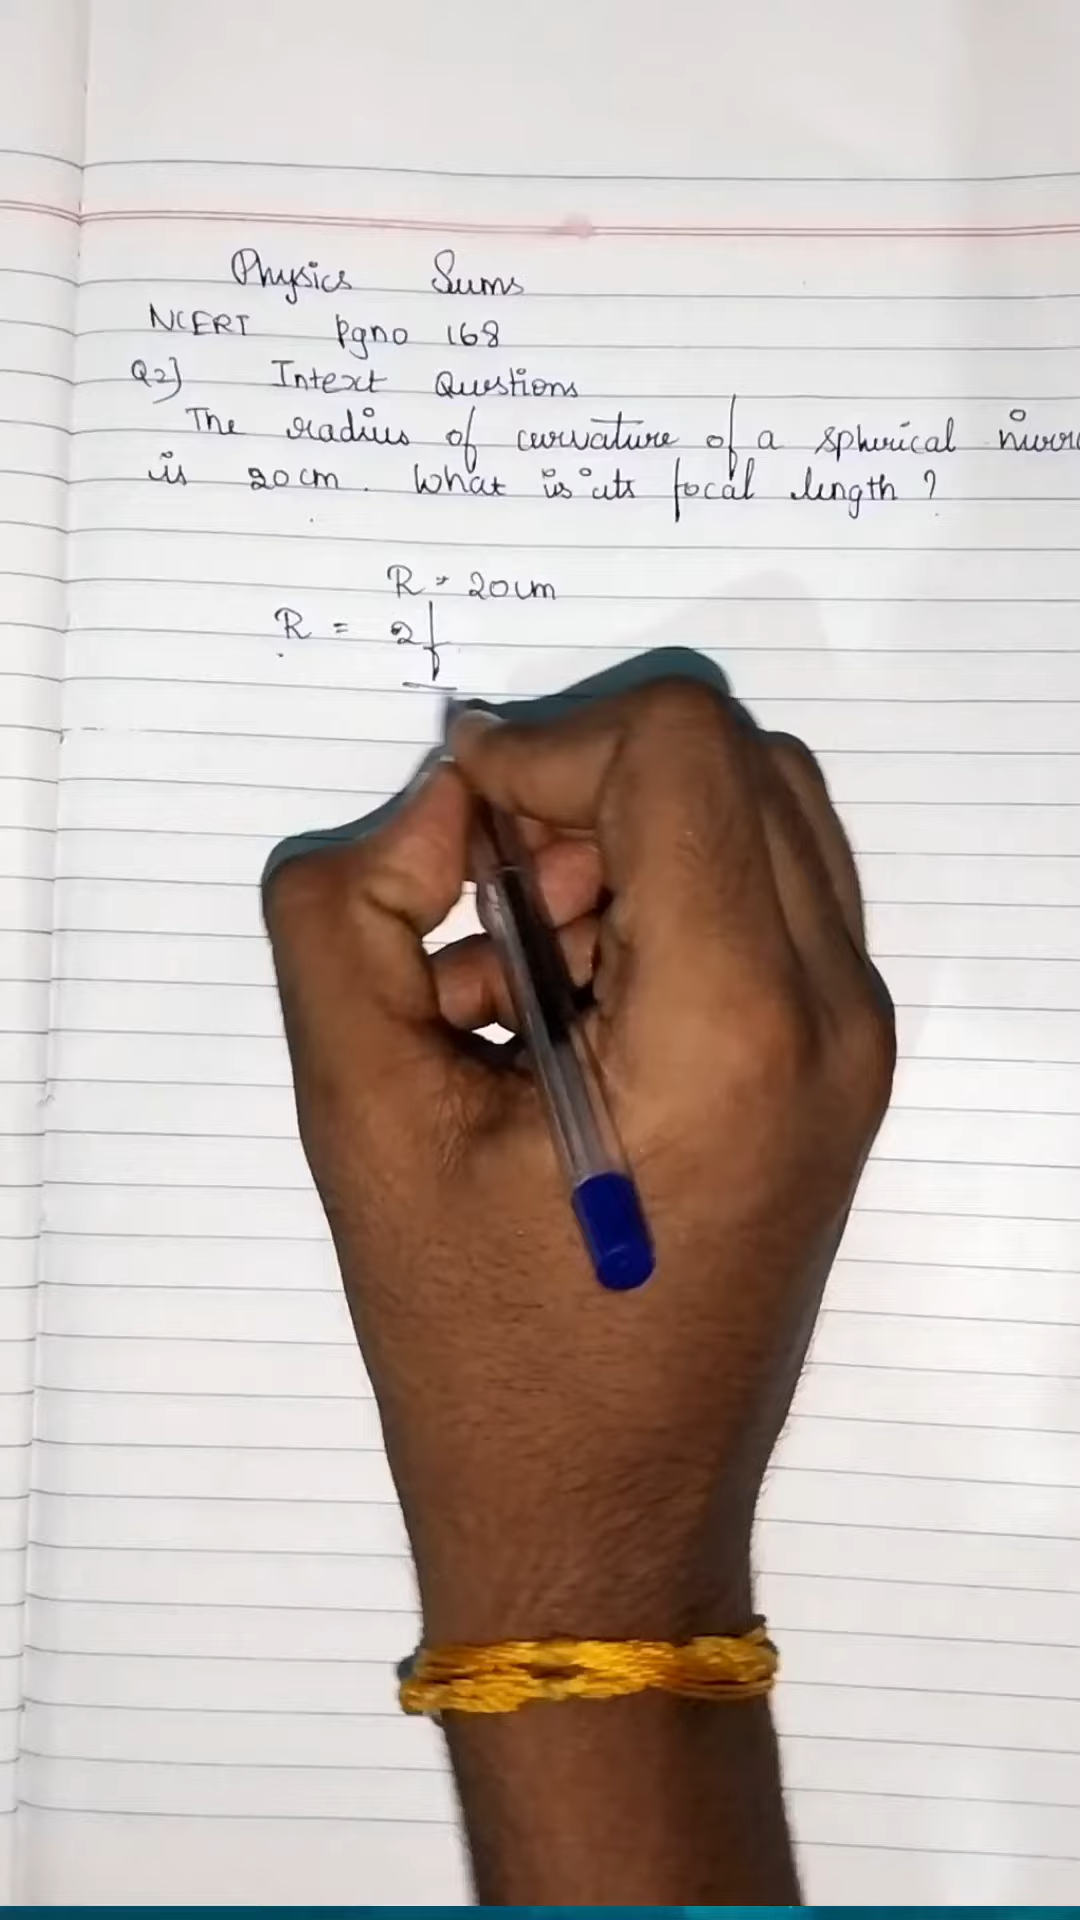 Physics Sums
NCERT Pgno 168
Q2] Intext Questions
The radius of curvature of a spherical
is 20cm. What is its focal length ?
R = 20cm
R = 2f